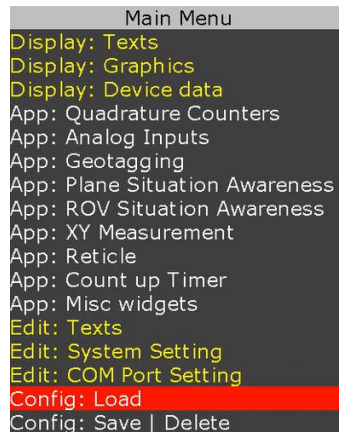 Main Menu
Display: Texts
Display: Graphics
Display: Device data
App: Quadrature Counters
App: Analog Inputs
App: Geotagging
App: Plane Situation Awareness
App: ROV Situation Awareness
App: XY Measurement
App: Reticle
App: Count up Timer
App: Misc widgets
Edit: Texts
Edit: System Setting
Edit: COM Port Setting
Config: Load
Config: Save | Delete